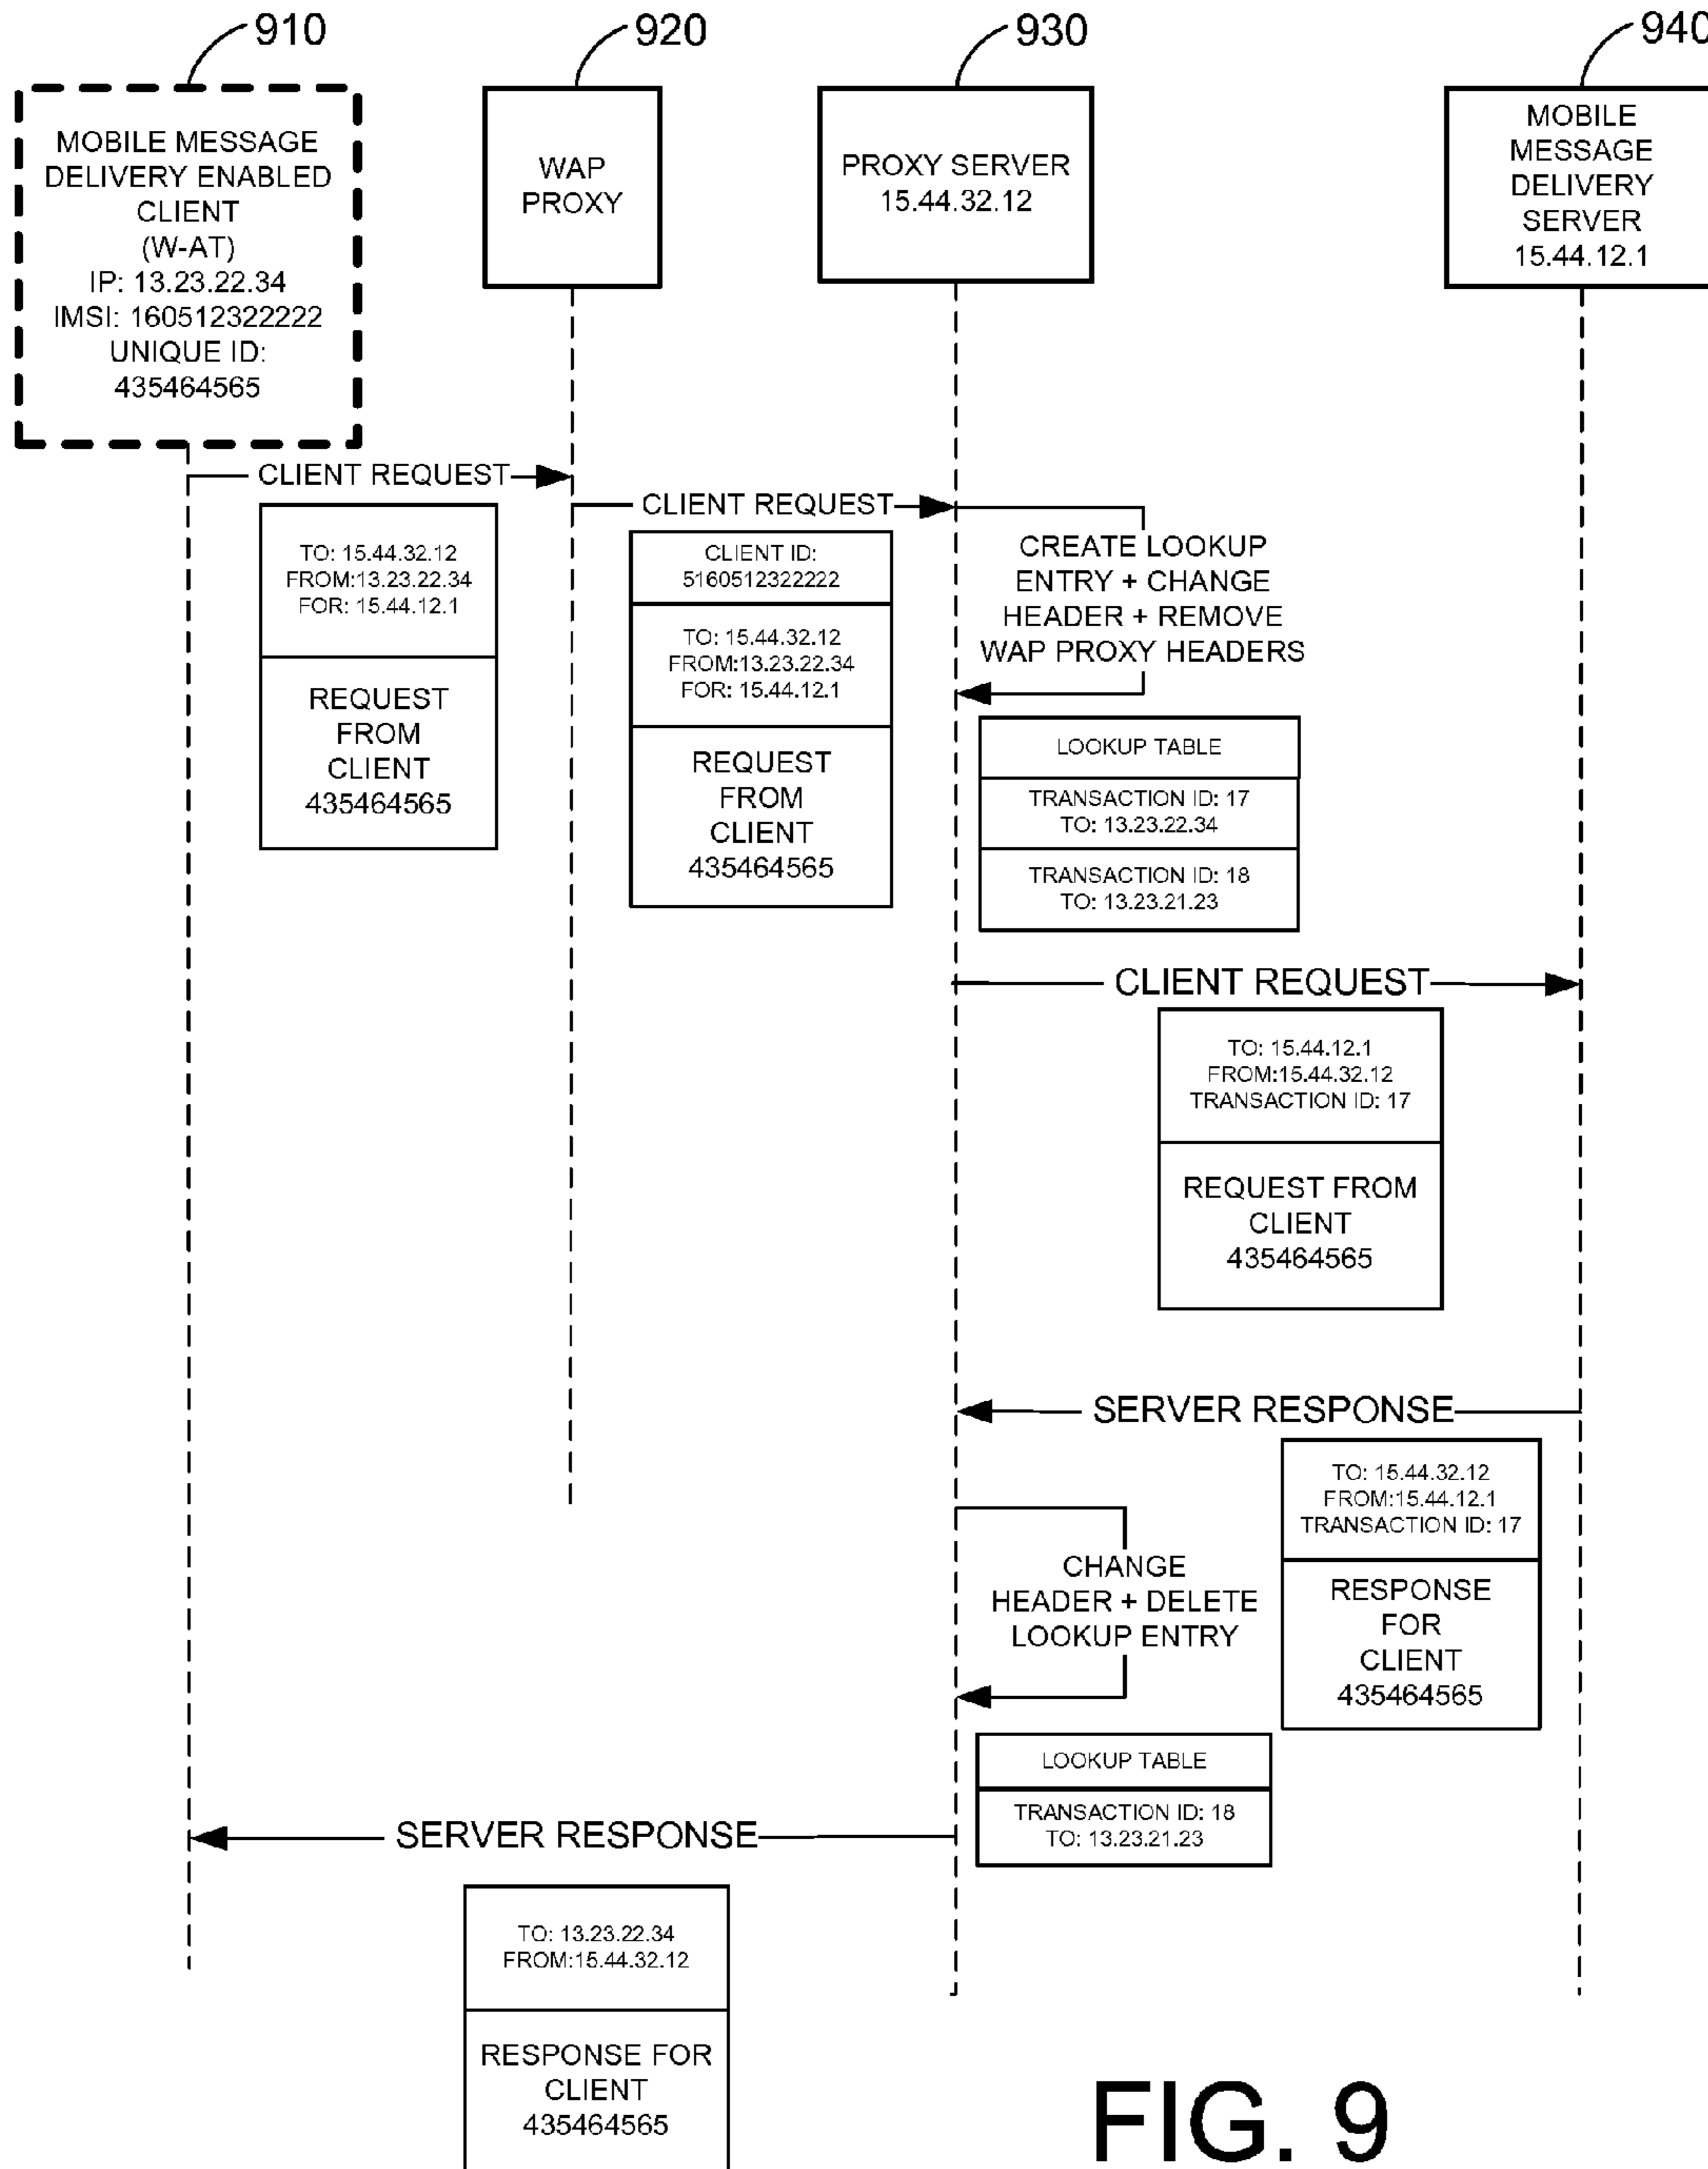 910
920
930
940
MOBILE MESSAGE
DELIVERY ENABLED
CLIENT
(W-AT)
IP: 13.23.22.34
IMSI: 160512322222
UNIQUE ID:
435464565
WAP
PROXY
PROXY SERVER
15.44.32.12
MOBILE
MESSAGE
DELIVERY
SERVER
15.44.12.1
CLIENT REQUEST
TO: 15.44.32.12
FROM:13.23.22.34
FOR: 15.44.12.1
REQUEST
FROM
CLIENT
435464565
CLIENT REQUEST
CLIENT ID:
5160512322222
TO: 15.44.32.12
FROM:13.23.22.34
FOR: 15.44.12.1
REQUEST
FROM
CLIENT
435464565
CREATE LOOKUP
ENTRY + CHANGE
HEADER + REMOVE
WAP PROXY HEADERS
LOOKUP TABLE
TRANSACTION ID: 17
TO: 13.23.22.34
TRANSACTION ID: 18
TO: 13.23.21.23
CLIENT REQUEST
TO: 15.44.12.1
FROM:15.44.32.12
TRANSACTION ID: 17
REQUEST FROM
CLIENT
435464565
SERVER RESPONSE
TO: 15.44.32.12
FROM:15.44.12.1
TRANSACTION ID: 17
RESPONSE
FOR
CLIENT
435464565
CHANGE
HEADER + DELETE
LOOKUP ENTRY
LOOKUP TABLE
TRANSACTION ID: 18
TO: 13.23.21.23
SERVER RESPONSE
TO: 13.23.22.34
FROM:15.44.32.12
RESPONSE FOR
CLIENT
435464565
FIG. 9